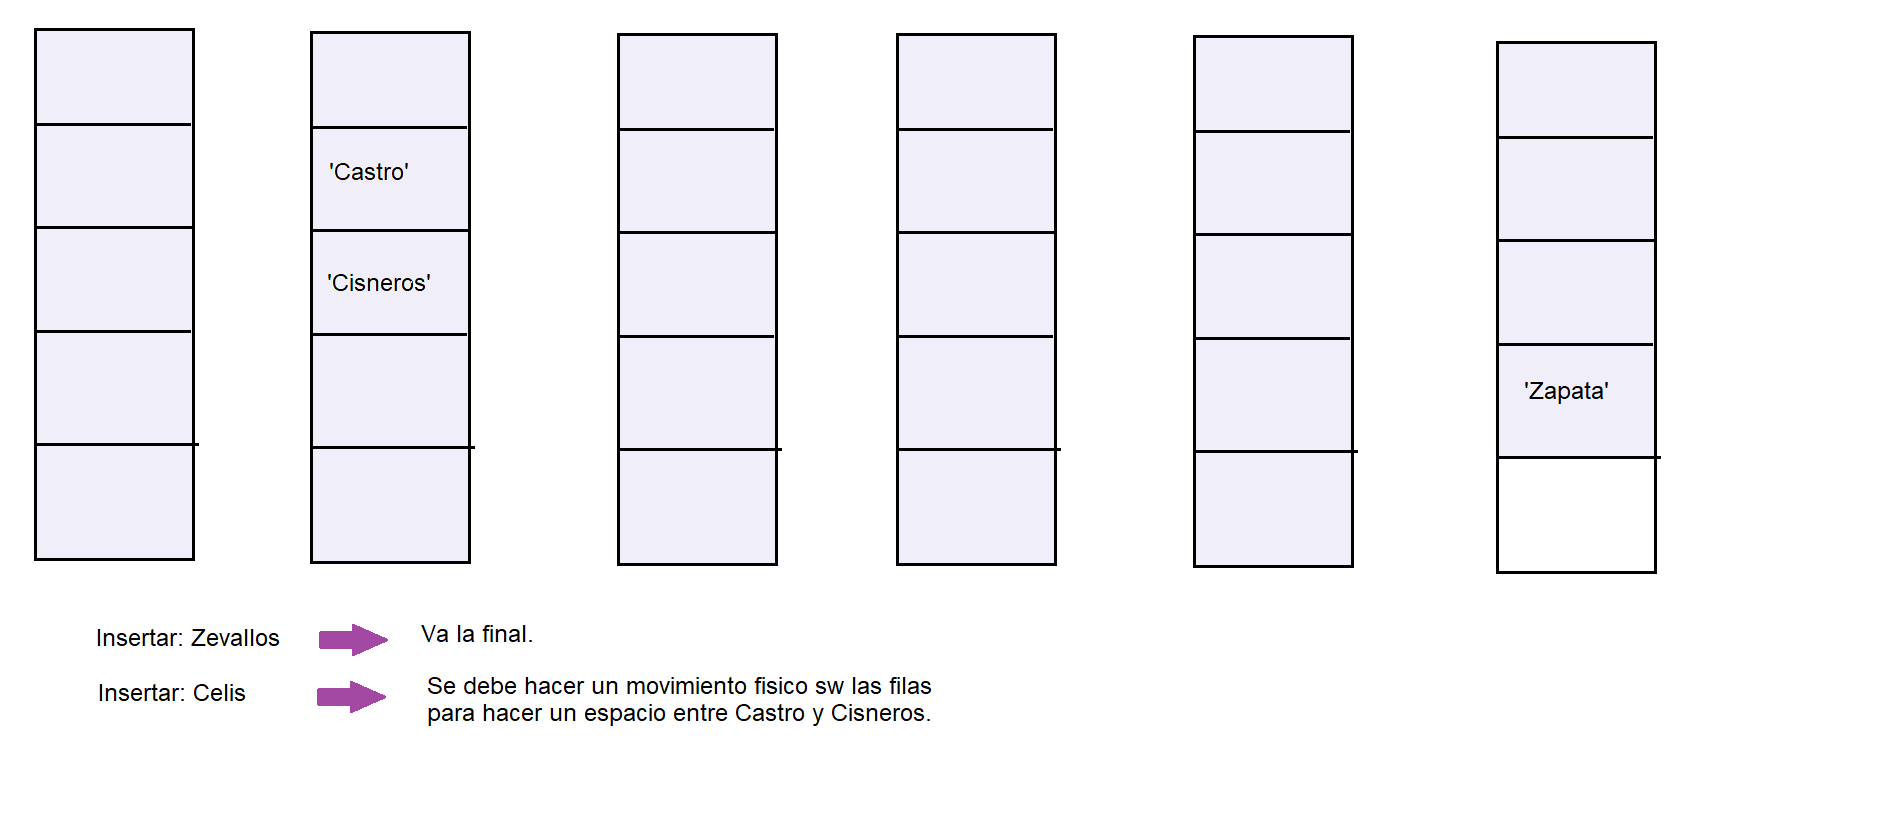 'Castro'
'Cisneros'
'Zapata'
Insertar: Zevallos
Va la final.
Insertar: Celis
Se debe hacer un movimiento fisico sw las filas
para hacer un espacio entre Castro y Cisneros.